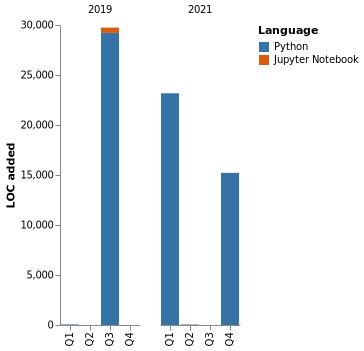 2019 2021
Language
Python
Jupyter Notebook
30,000
25,000
20,000
15,000
10,000
5,000
0
LOC added
Q1 Q2 Q3 Q4 Q1 Q2 Q3 Q4